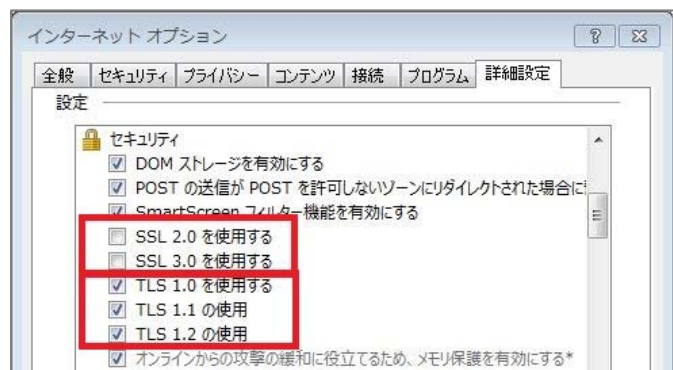 インターネット オプション
全般 セキュリティ プライバシー コンテンツ 接続 プログラム 詳細設定
設定
セキュリティ
DOM ストレージを有効にする
POST の送信が POST を許可しないゾーンにリダイレクトされた場合に
SmartScreen フィルター機能を有効にする
SSL 2.0 を使用する
SSL 3.0 を使用する
TLS 1.0 を使用する
TLS 1.1 の使用
TLS 1.2 の使用
オンラインからの攻撃の緩和に役立てるため、メモリ保護を有効にする*